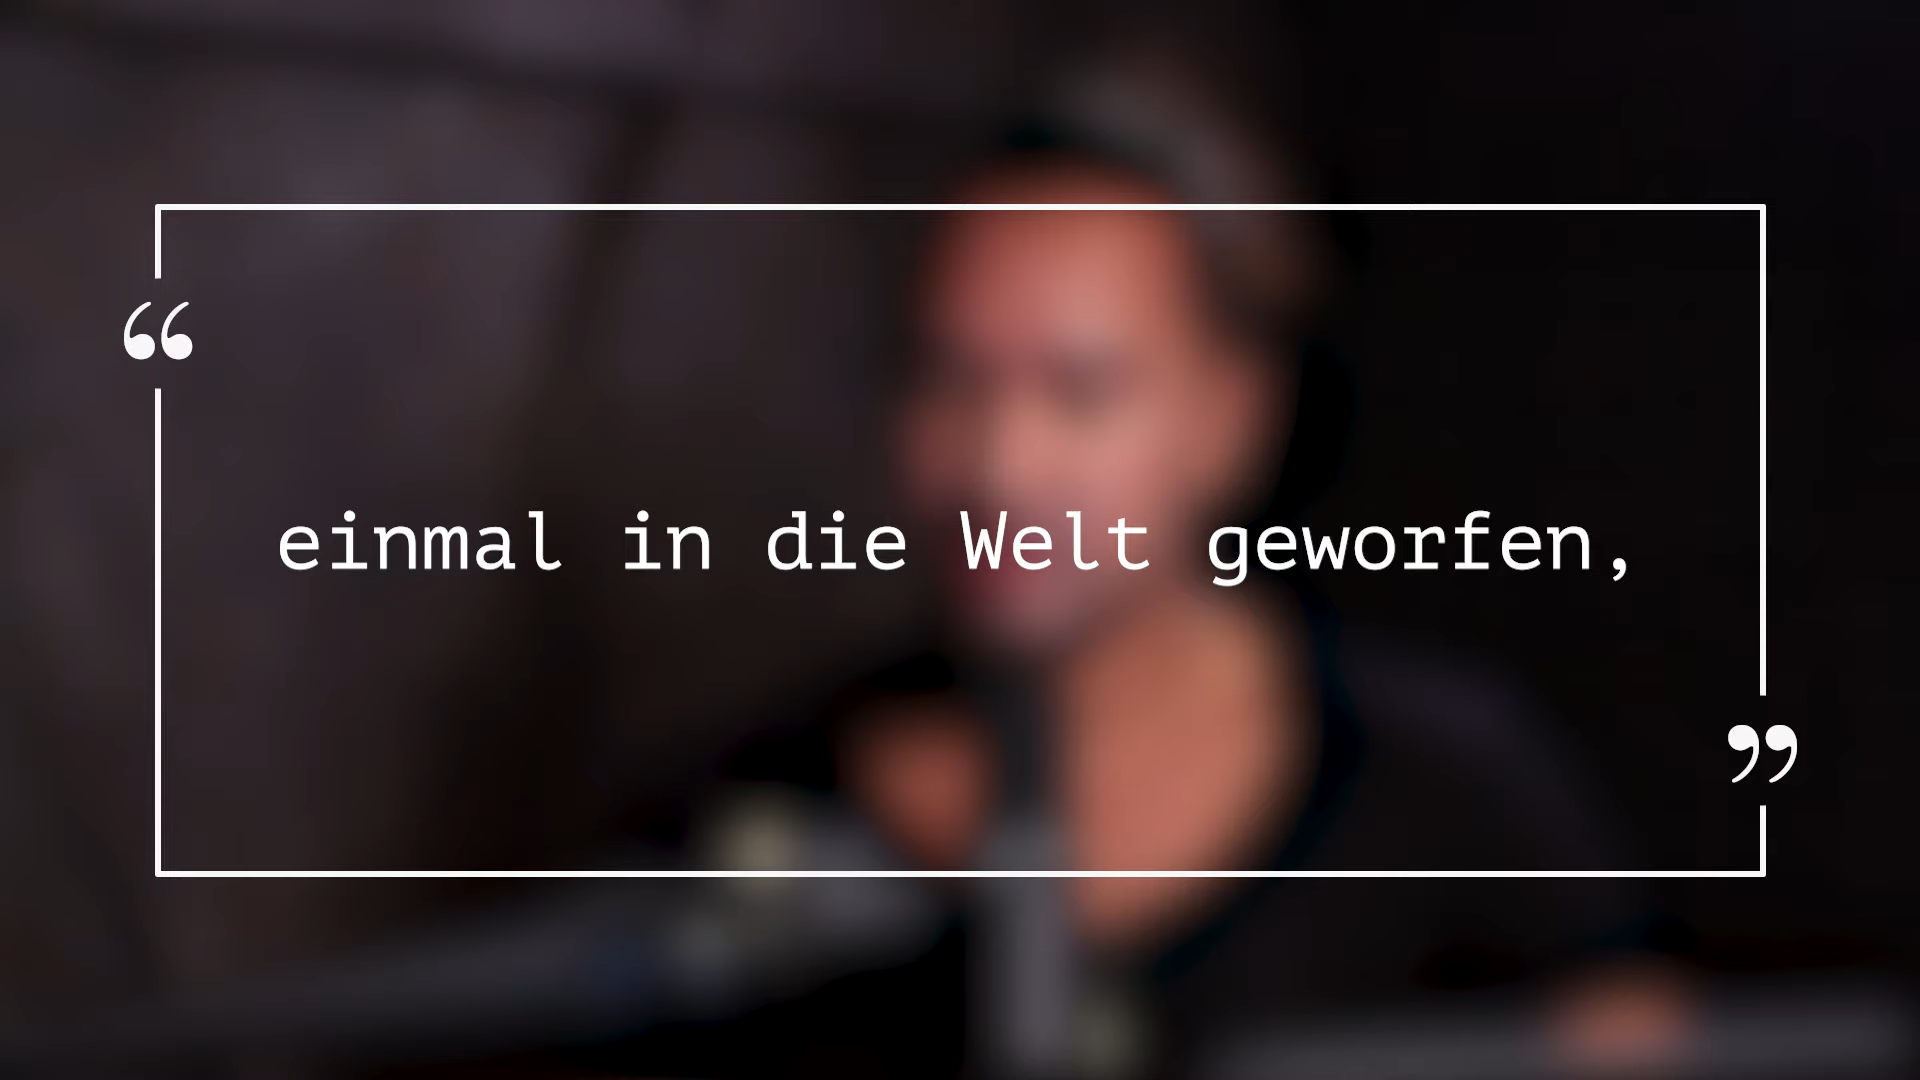 “
einmal in die Welt geworfen,
”